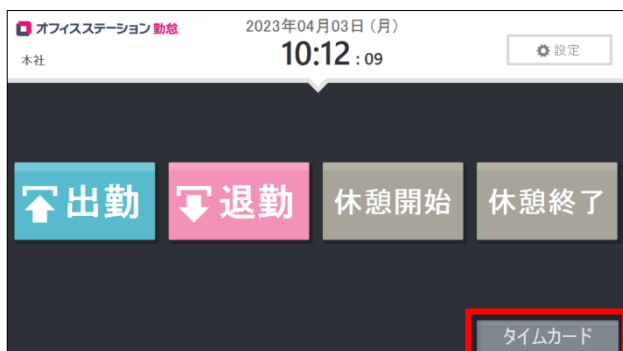 オフィスステーション 勤怠
2023年04月03日（月）
10:12 : 09
設定
本社
出勤
退勤
休憩開始
休憩終了
タイムカード